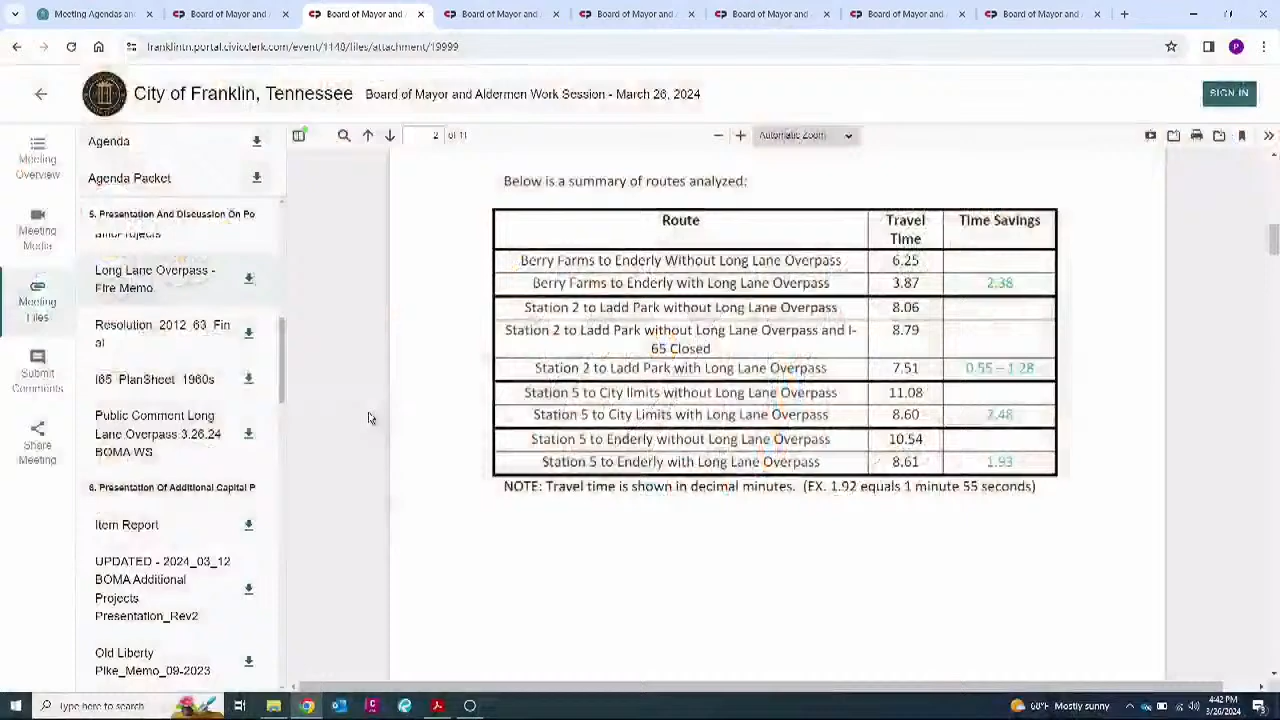 Meeting Agendas and
Board of Mayor and
Board of Mayor and
Board of Mayor and
Board of Mayor and
Board of Mayor and
Board of Mayor and
Board of Mayor and
franklintn.portal.civicclerk.com/event/1148/files/attachment/19999
P
City of Franklin, Tennessee
Board of Mayor and Aldermen Work Session - March 26, 2024
SIGN IN
Meeting
Overview
Meeting
Media
Meeting
Files
Submit
Comments
Share
Meeting
Agenda
Agenda Packet
5. Presentation And Discussion On Po
Long Lane Overpass -
Fire Memo
Resolution_2012_63_Fin
al
I65_PlanSheet_1960s
Public Comment Long
Lane Overpass 3.26.24
BOMA WS
6. Presentation Of Additional Capital P
Item Report
UPDATED - 2024_03_12
BOMA Additional
Projects
Presentation_Rev2
Old Liberty
Pike_Memo_09-2023
2 of 11
Automatic Zoom
Below is a summary of routes analyzed:
Route Travel Time Time Savings
Berry Farms to Enderly Without Long Lane Overpass 6.25
Berry Farms to Enderly with Long Lane Overpass 3.87 2.38
Station 2 to Ladd Park without Long Lane Overpass 8.06
Station 2 to Ladd Park without Long Lane Overpass and I-
65 Closed 8.79
Station 2 to Ladd Park with Long Lane Overpass 7.51 0.55 – 1.28
Station 5 to City limits without Long Lane Overpass 11.08
Station 5 to City Limits with Long Lane Overpass 8.60 2.48
Station 5 to Enderly without Long Lane Overpass 10.54
Station 5 to Enderly with Long Lane Overpass 8.61 1.93
NOTE: Travel time is shown in decimal minutes. (EX. 1.92 equals 1 minute 55 seconds)
Type here to search
68°F Mostly sunny
4:42 PM
3/26/2024